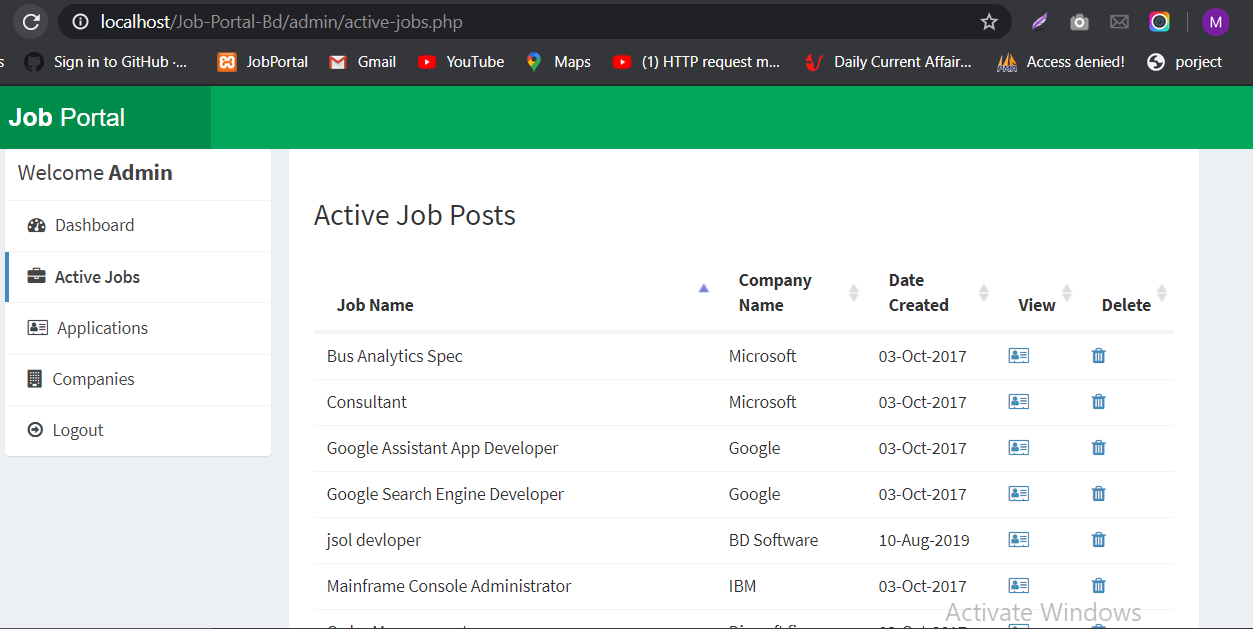 localhost/Job-Portal-Bd/admin/active-jobs.php
M
s Sign in to GitHub ·... JobPortal Gmail YouTube Maps (1) HTTP request m... Daily Current Affair... Access denied! porject
Job Portal
Welcome Admin
Dashboard
Active Jobs
Applications
Companies
Logout
Active Job Posts
Job Name Company Name Date Created View Delete
Bus Analytics Spec Microsoft 03-Oct-2017
Consultant Microsoft 03-Oct-2017
Google Assistant App Developer Google 03-Oct-2017
Google Search Engine Developer Google 03-Oct-2017
jsol devloper BD Software 10-Aug-2019
Mainframe Console Administrator IBM 03-Oct-2017
Activate Windows